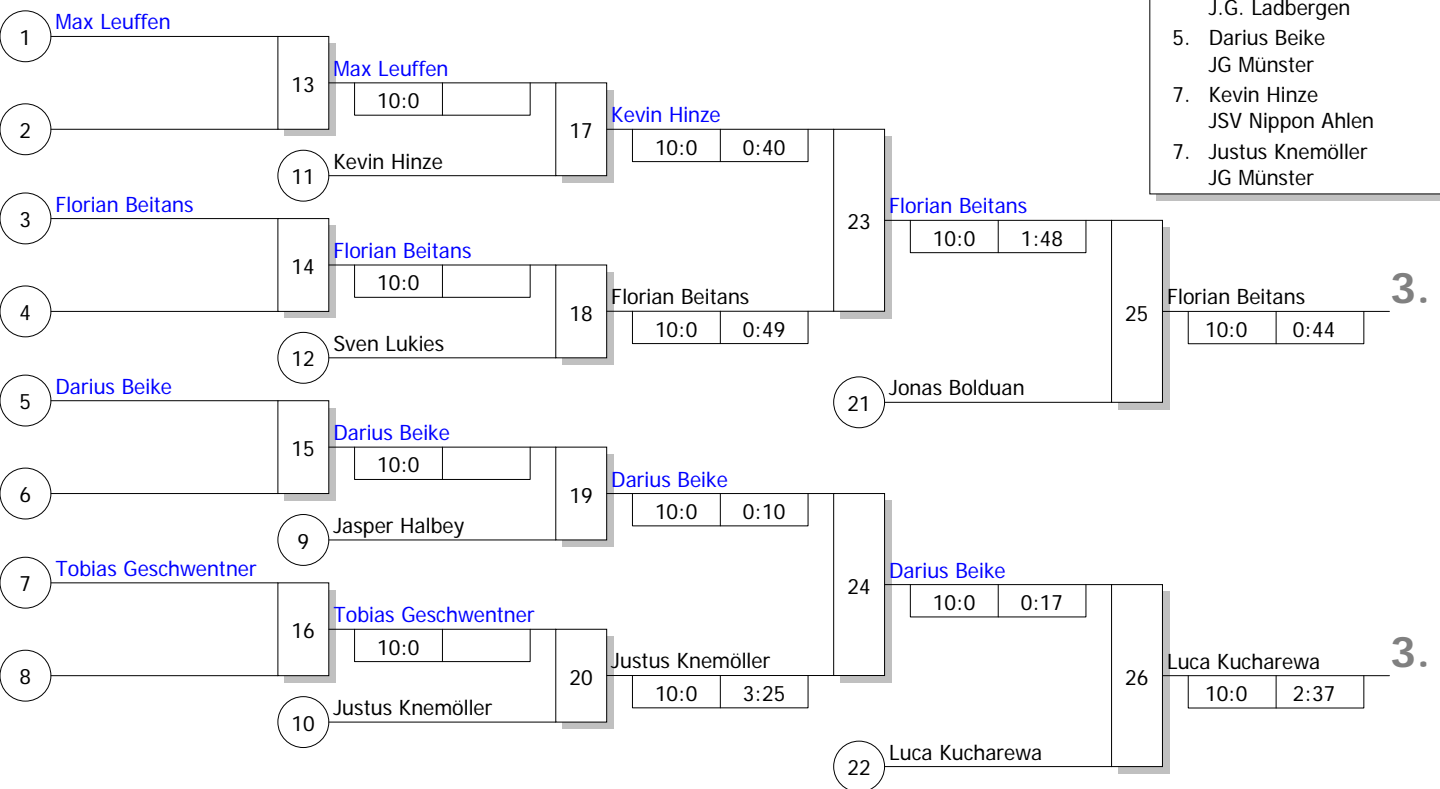 J.G. Ladbergen
5. Darius Beike
JG Münster
7. Kevin Hinze
JSV Nippon Ahlen
7. Justus Knemöller
JG Münster
1 Max Leuffen
2
13 Max Leuffen
10:0
11 Kevin Hinze
17 Kevin Hinze
10:0 0:40
3 Florian Beitans
4
14 Florian Beitans
10:0
12 Sven Lukies
18 Florian Beitans
10:0 0:49
23 Florian Beitans
10:0 1:48
21 Jonas Bolduan
25 Florian Beitans 3.
10:0 0:44
5 Darius Beike
6
15 Darius Beike
10:0
9 Jasper Halbey
19 Darius Beike
10:0 0:10
7 Tobias Geschwentner
8
16 Tobias Geschwentner
10:0
10 Justus Knemöller
20 Justus Knemöller
10:0 3:25
24 Darius Beike
10:0 0:17
22 Luca Kucharewa
26 Luca Kucharewa 3.
10:0 2:37